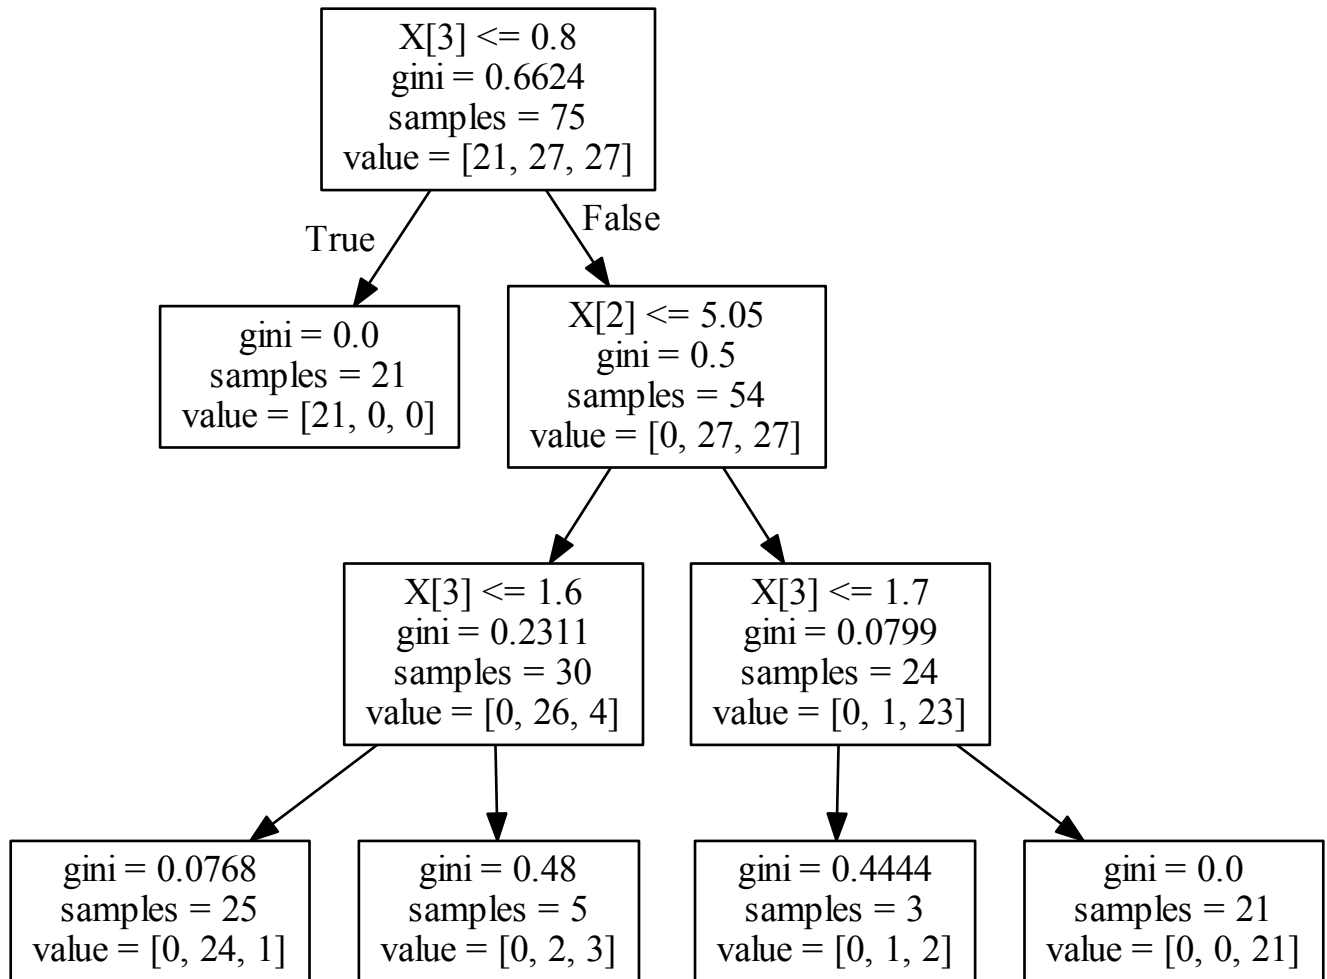 X[3] <= 0.8
gini = 0.6624
samples = 75
value = [21, 27, 27]
True
False
gini = 0.0
samples = 21
value = [21, 0, 0]
X[2] <= 5.05
gini = 0.5
samples = 54
value = [0, 27, 27]
X[3] <= 1.6
gini = 0.2311
samples = 30
value = [0, 26, 4]
X[3] <= 1.7
gini = 0.0799
samples = 24
value = [0, 1, 23]
gini = 0.0768
samples = 25
value = [0, 24, 1]
gini = 0.48
samples = 5
value = [0, 2, 3]
gini = 0.4444
samples = 3
value = [0, 1, 2]
gini = 0.0
samples = 21
value = [0, 0, 21]